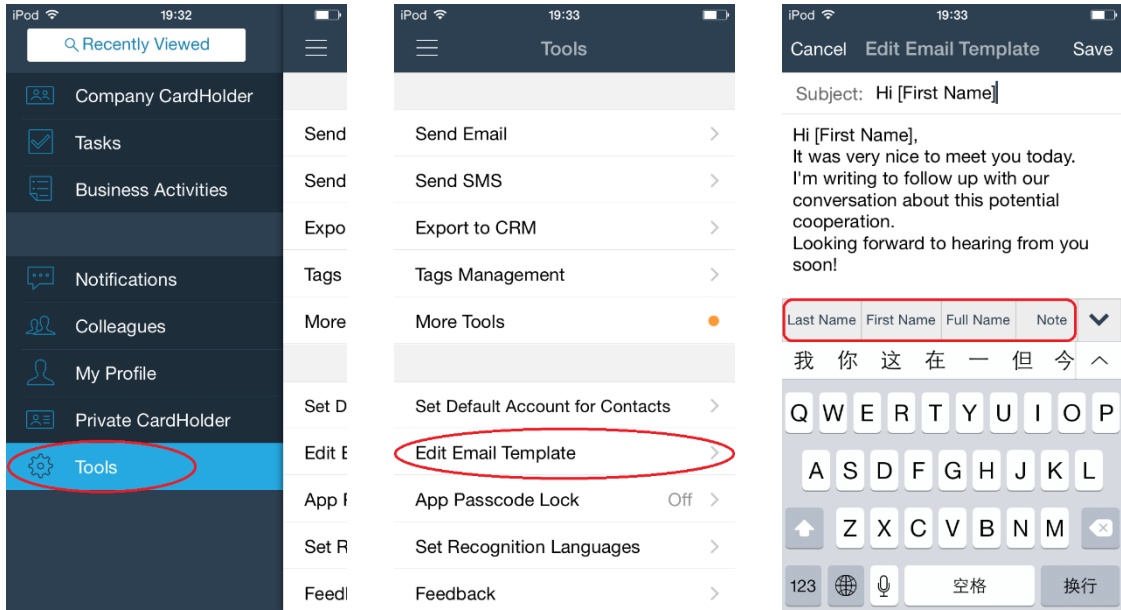 iPod 19:32
Recently Viewed
Company CardHolder
Tasks
Business Activities
Notifications
Colleagues
My Profile
Private CardHolder
Tools
Send
Send
Expo
Tags
More
Set D
Edit E
App P
Set R
Feedl
iPod 19:33
Tools
Send Email
Send SMS
Export to CRM
Tags Management
More Tools
Set Default Account for Contacts
Edit Email Template
App Passcode Lock Off
Set Recognition Languages
Feedback
iPod 19:33
Cancel Edit Email Template Save
Subject: Hi [First Name]
Hi [First Name],
It was very nice to meet you today.
I'm writing to follow up with our
conversation about this potential
cooperation.
Looking forward to hearing from you
soon!
Last Name First Name Full Name Note
我 你 这 在 一 但 今
Q W E R T Y U I O P
A S D F G H J K L
Z X C V B N M
123 空格 换行